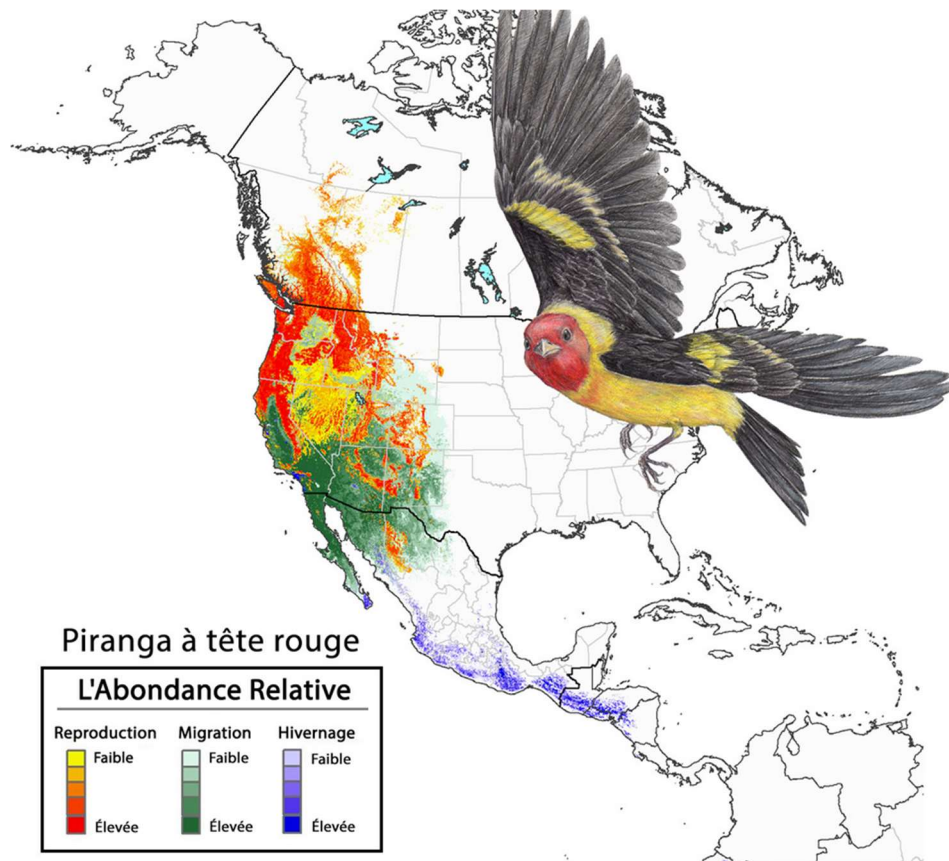 Piranga à tête rouge
L'Abondance Relative
Reproduction Migration Hivernage
Faible Faible Faible
Élevée Élevée Élevée